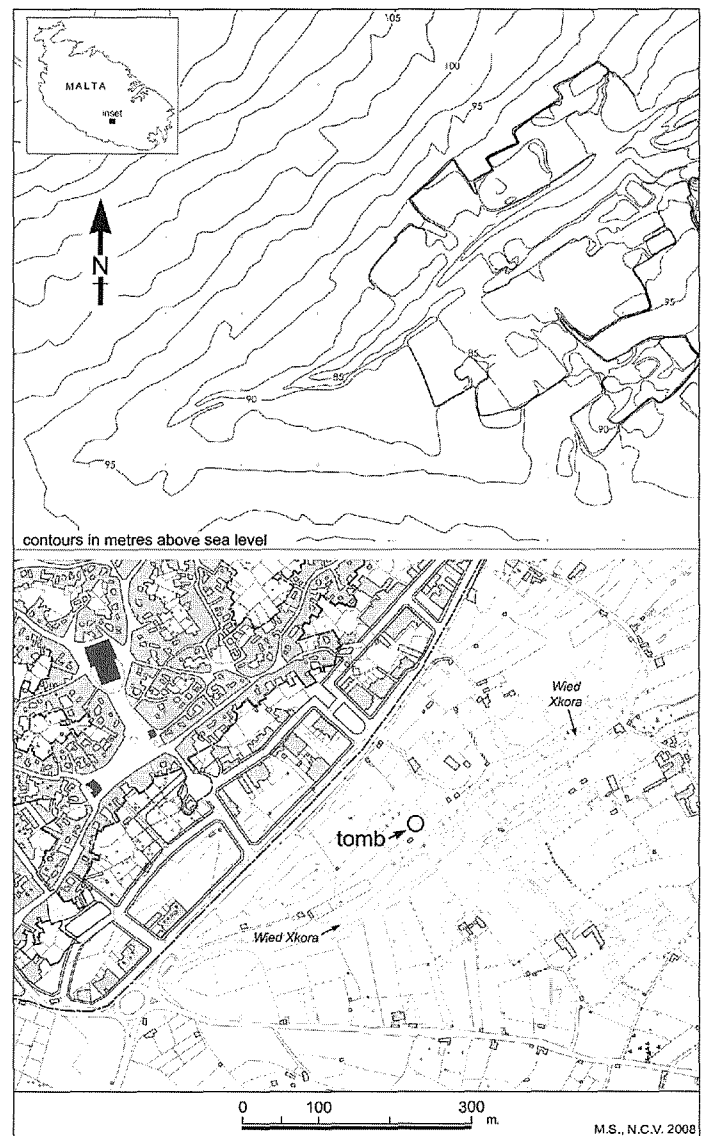 105
100
95
MALTA
inset
N
95
85
85
90
90
95
contours in metres above sea level
Wied
Xkora
tomb
Wied Xkora
0 100 300
m.
M.S., N.C.V. 2008